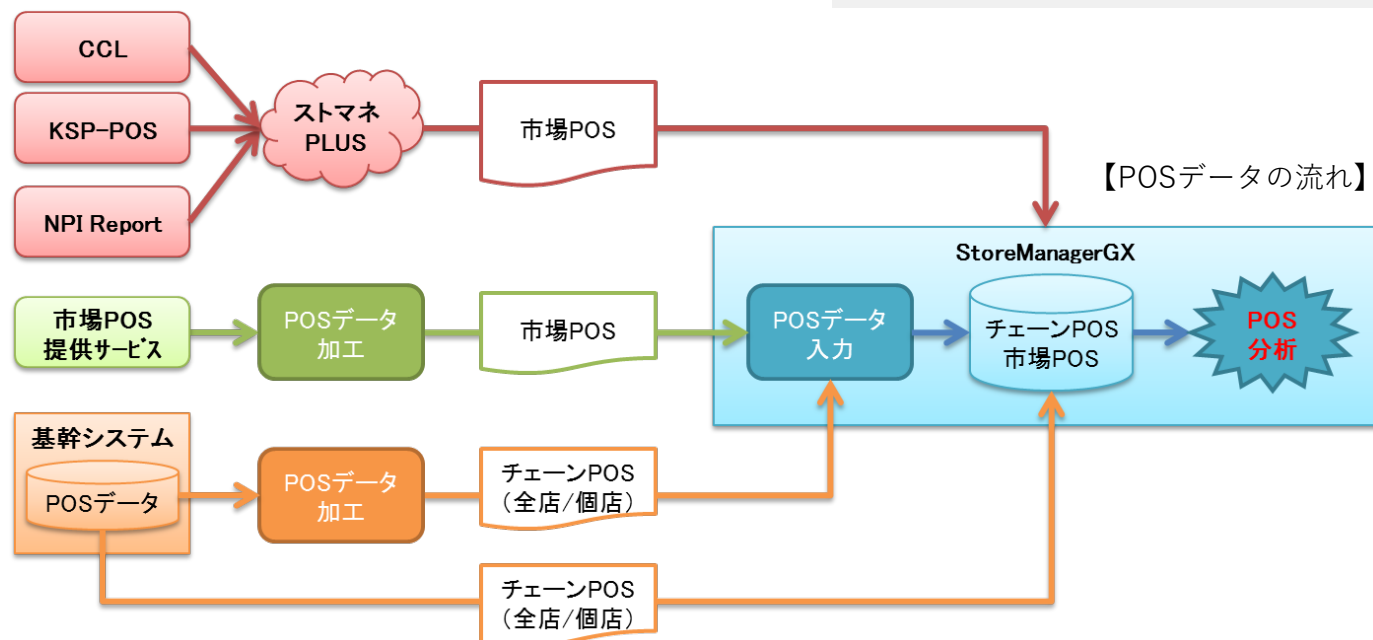 CCL
KSP-POS
NPI Report
ストマネ
PLUS
市場POS
【POSデータの流れ】
StoreManagerGX
市場POS
提供サービス
POSデータ
加工
市場POS
POSデータ
入力
チェーンPOS
市場POS
POS
分析
基幹システム
POSデータ
POSデータ
加工
チェーンPOS
(全店/個店)
チェーンPOS
(全店/個店)